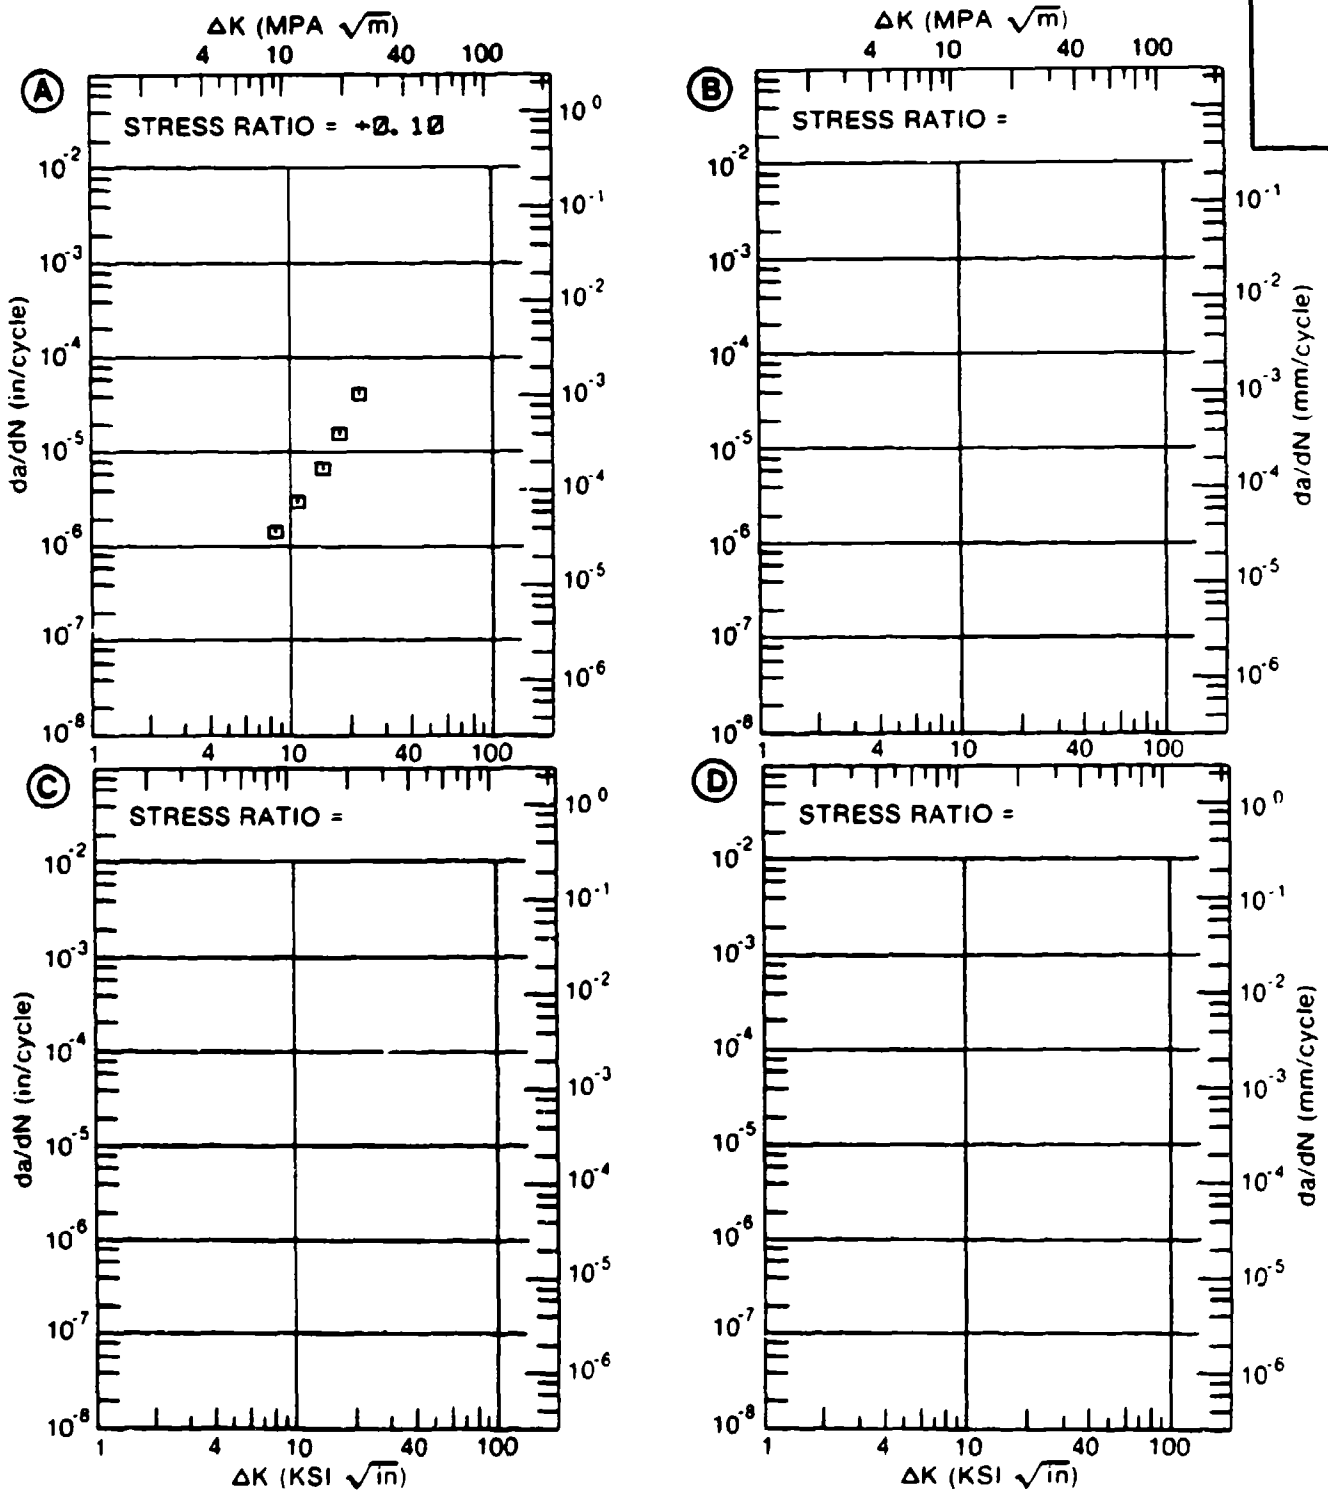 ΔK (MPA √m)
4 10 40 100
A
STRESS RATIO = +0.10
10⁰
10⁻¹
10⁻²
10⁻³
10⁻⁴
10⁻⁵
10⁻⁶
10⁻²
10⁻³
10⁻⁴
10⁻⁵
10⁻⁶
10⁻⁷
10⁻⁸
da/dN (in/cycle)
1 4 10 40 100
ΔK (MPA √m)
4 10 40 100
B
STRESS RATIO =
10⁻²
10⁻³
10⁻⁴
10⁻⁵
10⁻⁶
10⁻⁷
10⁻⁸
10⁻¹
10⁻²
10⁻³
10⁻⁴
10⁻⁵
10⁻⁶
da/dN (mm/cycle)
1 4 10 40 100
C
STRESS RATIO =
10⁻²
10⁻³
10⁻⁴
10⁻⁵
10⁻⁶
10⁻⁷
10⁻⁸
10⁰
10⁻¹
10⁻²
10⁻³
10⁻⁴
10⁻⁵
10⁻⁶
da/dN (in/cycle)
1 4 10 40 100
ΔK (KSI √in)
D
STRESS RATIO =
10⁻²
10⁻³
10⁻⁴
10⁻⁵
10⁻⁶
10⁻⁷
10⁻⁸
10⁰
10⁻¹
10⁻²
10⁻³
10⁻⁴
10⁻⁵
10⁻⁶
da/dN (mm/cycle)
1 4 10 40 100
ΔK (KSI √in)